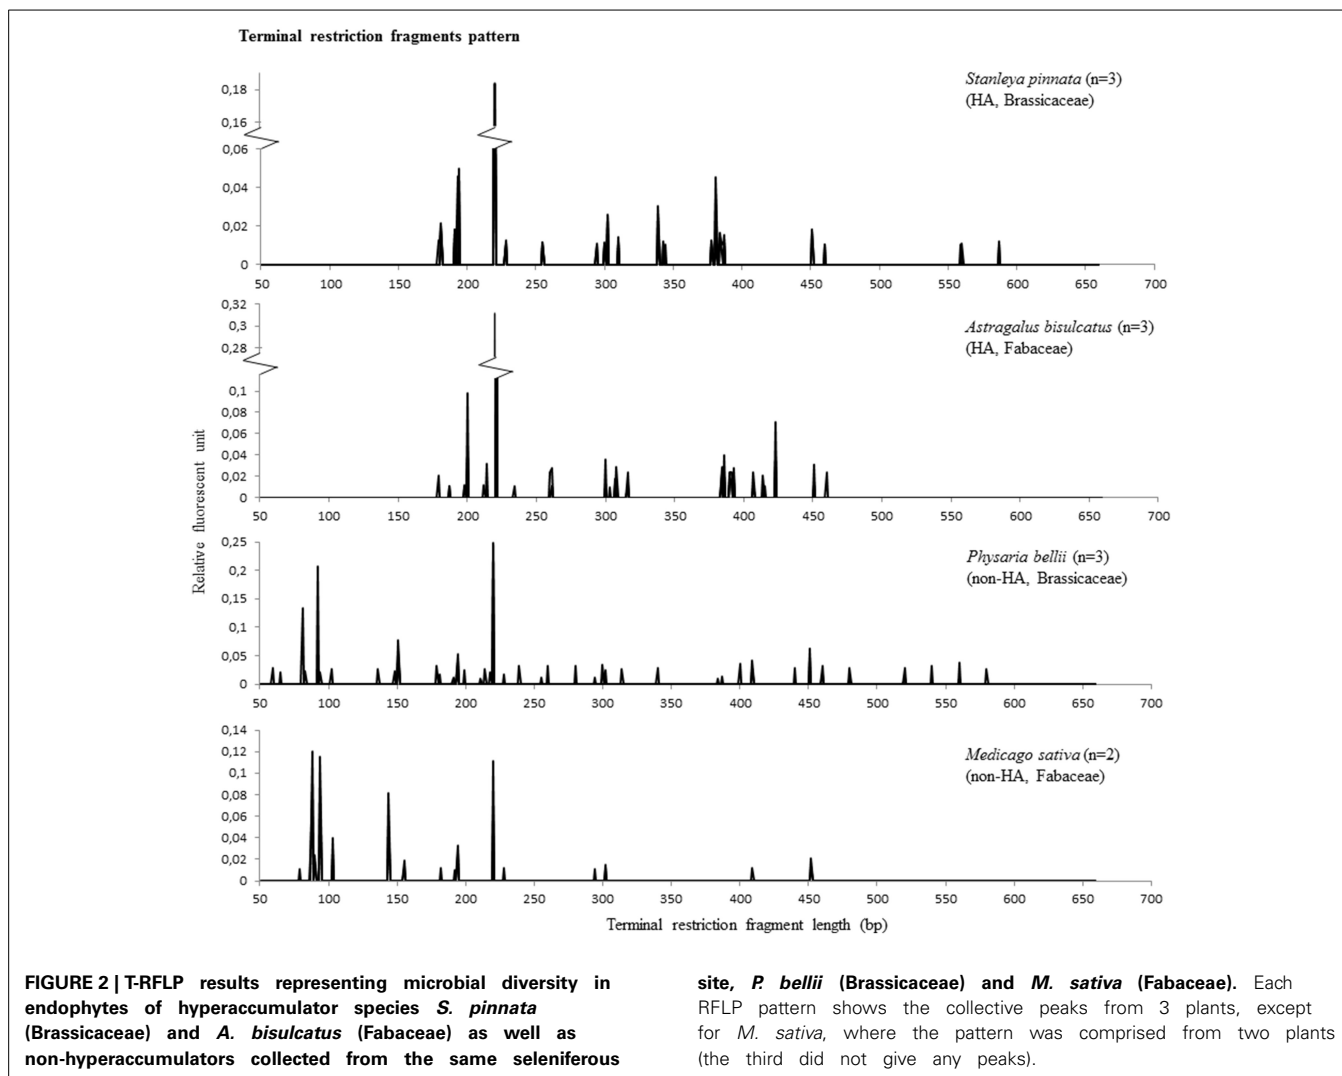 Terminal restriction fragments pattern
Stanleya pinnata (n=3)
(HA, Brassicaceae)
0,18
0,16
0,06
0,04
0,02
0
50 100 150 200 250 300 350 400 450 500 550 600 650 700
Astragalus bisulcatus (n=3)
(HA, Fabaceae)
0,32
0,3
0,28
0,1
0,08
0,06
0,04
0,02
0
50 100 150 200 250 300 350 400 450 500 550 600 650 700
Relative fluorescent unit
Physaria bellii (n=3)
(non-HA, Brassicaceae)
0,25
0,2
0,15
0,1
0,05
0
50 100 150 200 250 300 350 400 450 500 550 600 650 700
Medicago sativa (n=2)
(non-HA, Fabaceae)
0,14
0,12
0,1
0,08
0,06
0,04
0,02
0
50 100 150 200 250 300 350 400 450 500 550 600 650 700
Terminal restriction fragment length (bp)
FIGURE 2 | T-RFLP results representing microbial diversity in
endophytes of hyperaccumulator species S. pinnata
(Brassicaceae) and A. bisulcatus (Fabaceae) as well as
non-hyperaccumulators collected from the same seleniferous
site, P. bellii (Brassicaceae) and M. sativa (Fabaceae). Each
RFLP pattern shows the collective peaks from 3 plants, except
for M. sativa, where the pattern was comprised from two plants
(the third did not give any peaks).